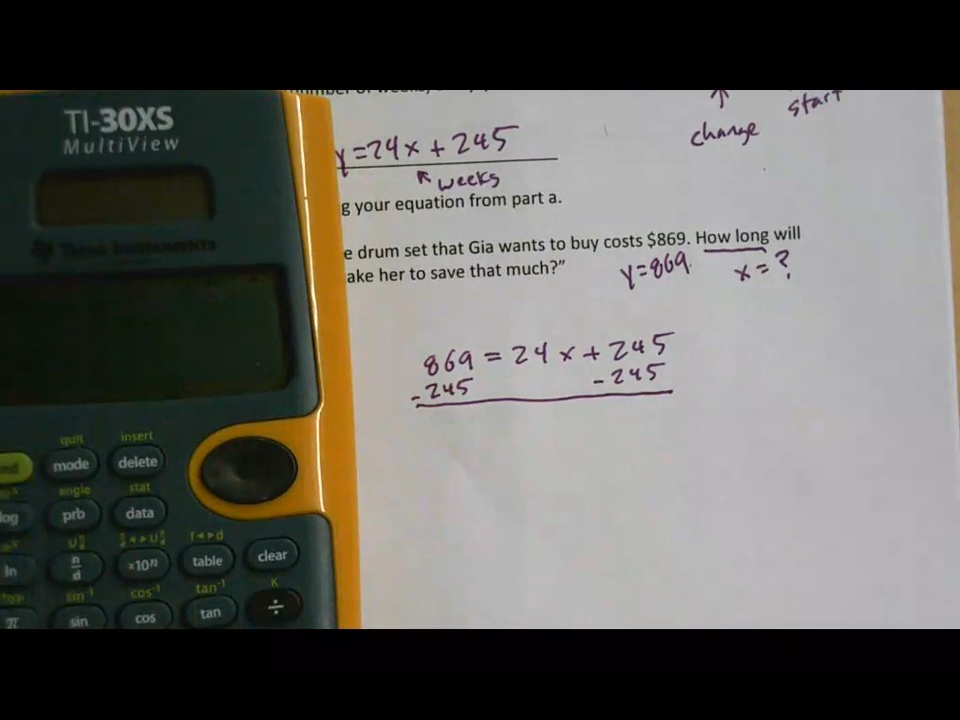 TI-30XS
MultiView
Texas Instruments
quit insert
mode delete
angle stat
log prb data
ln n/d ×10ⁿ table clear
sin⁻¹ cos⁻¹ tan⁻¹ K
π sin cos tan ÷
change start
y=24x + 245
weeks
g your equation from part a.
e drum set that Gia wants to buy costs $869. How long will
ake her to save that much?"
y=869 x=?
869 = 24x + 245
-245 -245